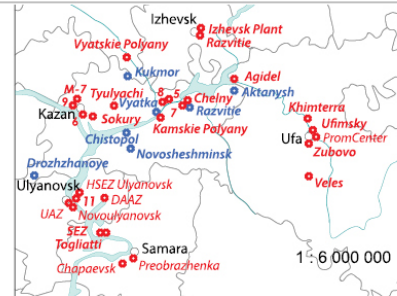 Izhevsk
Izhevsk Plant
Razvitie
Vyatskie Polyany
Kukmor
Agidel
M-7
Tyulyachi
8
5
Chelny
Aktanysh
9
Vyatka
7
Razvitie
Khimterra
Kazan
6
Sokury
Kamskie Polyany
Ufimsky
Chistopol
Ufa
PromCenter
Novosheshminsk
Zubovo
Drozhzhanoye
Ulyanovsk
HSEZ Ulyanovsk
Veles
11
DAAZ
UAZ
Novoulyanovsk
SEZ
Togliatti
Samara
Chapaevsk
Preobrazhenka
1 : 6 000 000